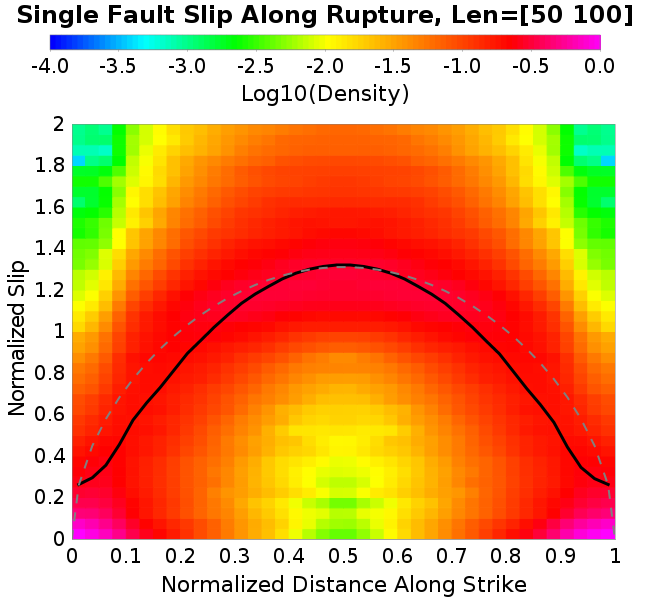 Single Fault Slip Along Rupture, Len=[50 100]
-4.0 -3.5 -3.0 -2.5 -2.0 -1.5 -1.0 -0.5 0.0
Log10(Density)
2
1.8
1.6
1.4
1.2
1
0.8
0.6
0.4
0.2
0
Normalized Slip
0 0.1 0.2 0.3 0.4 0.5 0.6 0.7 0.8 0.9 1
Normalized Distance Along Strike